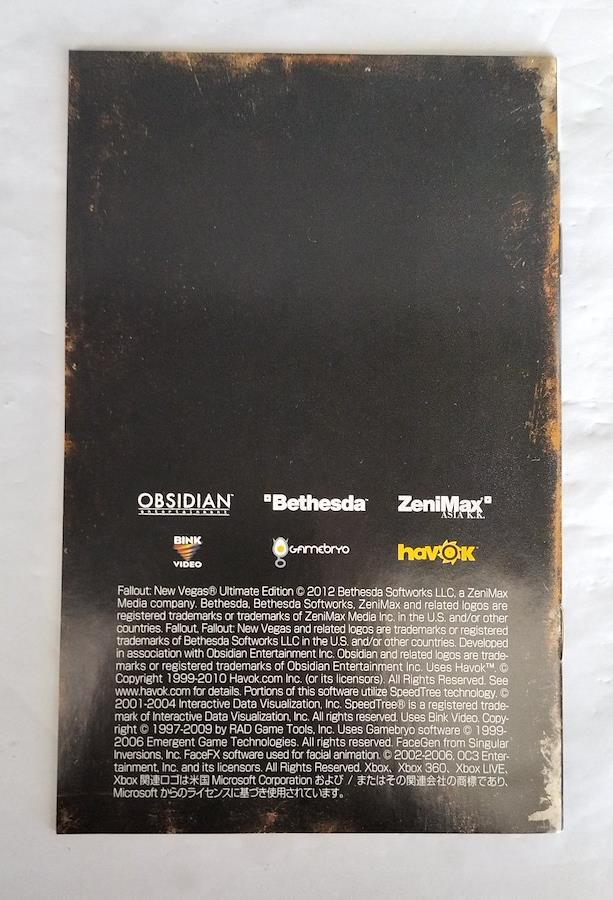 OBSIDIAN™
entertainment
Bethesda™
ZeniMax®
ASIA K.K.
BINK
VIDEO
GAMEBRYO
havok™
Fallout: New Vegas® Ultimate Edition © 2012 Bethesda Softworks LLC, a ZeniMax
Media company. Bethesda, Bethesda Softworks, ZeniMax and related logos are
registered trademarks or trademarks of ZeniMax Media Inc. in the U.S. and/or other
countries. Fallout, Fallout: New Vegas and related logos are trademarks or registered
trademarks of Bethesda Softworks LLC in the U.S. and/or other countries. Developed
in association with Obsidian Entertainment Inc. Obsidian and related logos are trade-
marks or registered trademarks of Obsidian Entertainment Inc. Uses Havok™. ©
Copyright 1999-2010 Havok.com Inc. (or its licensors). All Rights Reserved. See
www.havok.com for details. Portions of this software utilize SpeedTree technology. ©
2001-2004 Interactive Data Visualization, Inc. SpeedTree® is a registered trade-
mark of Interactive Data Visualization, Inc. All rights reserved. Uses Bink Video. Copy-
right © 1997-2009 by RAD Game Tools, Inc. Uses Gamebryo software © 1999-
2006 Emergent Game Technologies. All rights reserved. FaceGen from Singular
Inversions, Inc. FaceFX software used for facial animation. © 2002-2006, OC3 Enter-
tainment, Inc. and its licensors. All Rights Reserved. Xbox、Xbox 360、Xbox LIVE、
Xbox 関連ロゴは米国 Microsoft Corporation および / またはその関連会社の商標であり、
Microsoft からのライセンスに基づき使用されています。